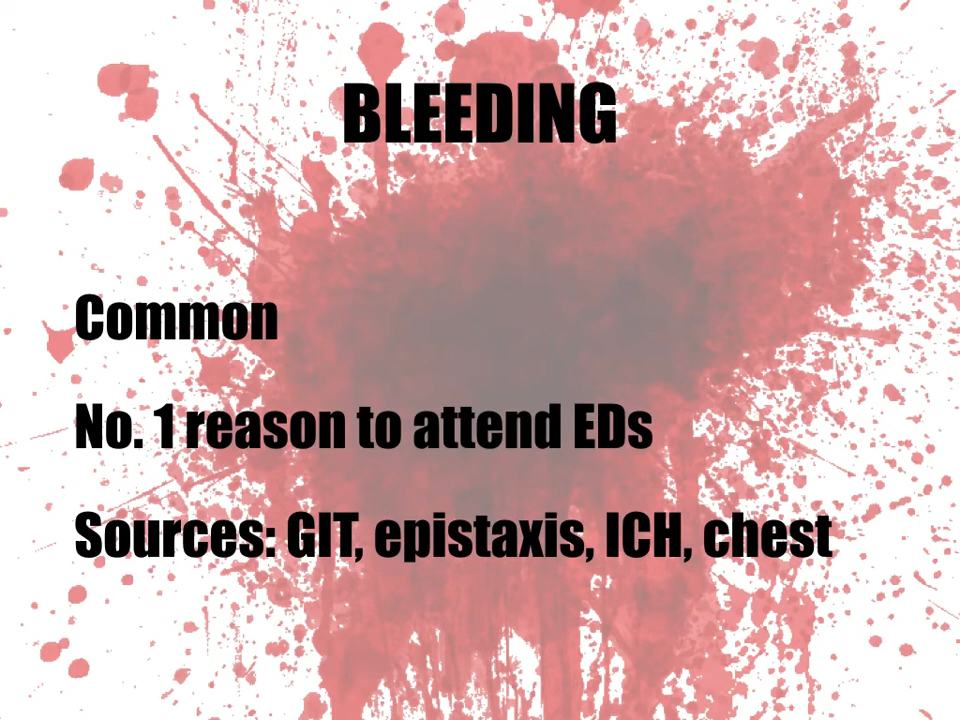 BLEEDING
Common
No. 1 reason to attend EDs
Sources: GIT, epistaxis, ICH, chest